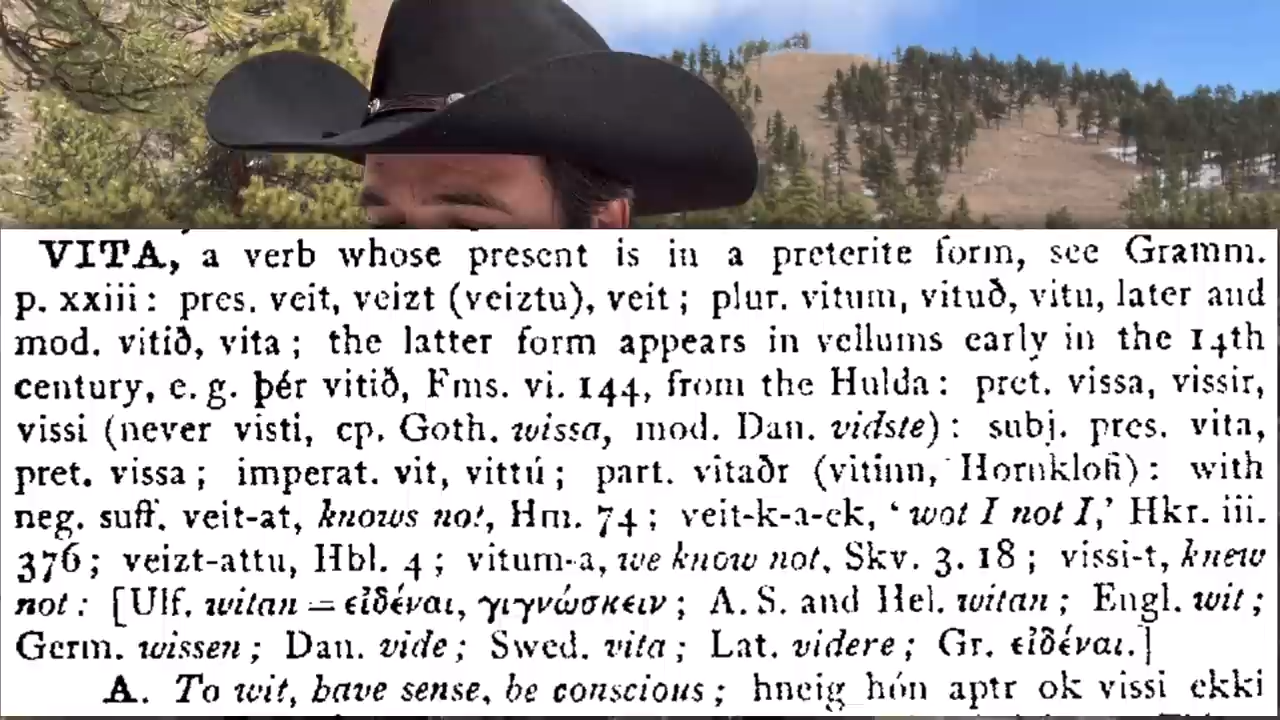 VITA, a verb whose present is in a preterite form, see Gramm.
p. xxiii: pres. veit, veizt (veiztu), veit; plur. vitum, vituð, vitu, later and
mod. vitið, vita; the latter form appears in vellums early in the 14th
century, e. g. þér vitið, Fms. vi. 144, from the Hulda: pret. vissa, vissir,
vissi (never visti, cp. Goth. wissa, mod. Dan. vidste): subj. pres. vita,
pret. vissa; imperat. vit, vittú; part. vitaðr (vitinn, Hornklofi): with
neg. suff. veit-at, knows not, Hm. 74; veit-k-a-ek, ‘wot I not I,’ Hkr. iii.
376; veizt-attu, Hbl. 4; vitum-a, we know not, Skv. 3. 18; vissi-t, knew
not: [Ulf. witan = εἰδέναι, γιγνώσκειν; A. S. and Hel. witan; Engl. wit;
Germ. wissen; Dan. vide; Swed. vita; Lat. videre; Gr. εἰδέναι.]
A. To wit, have sense, be conscious; hneig hón aptr ok vissi ekki